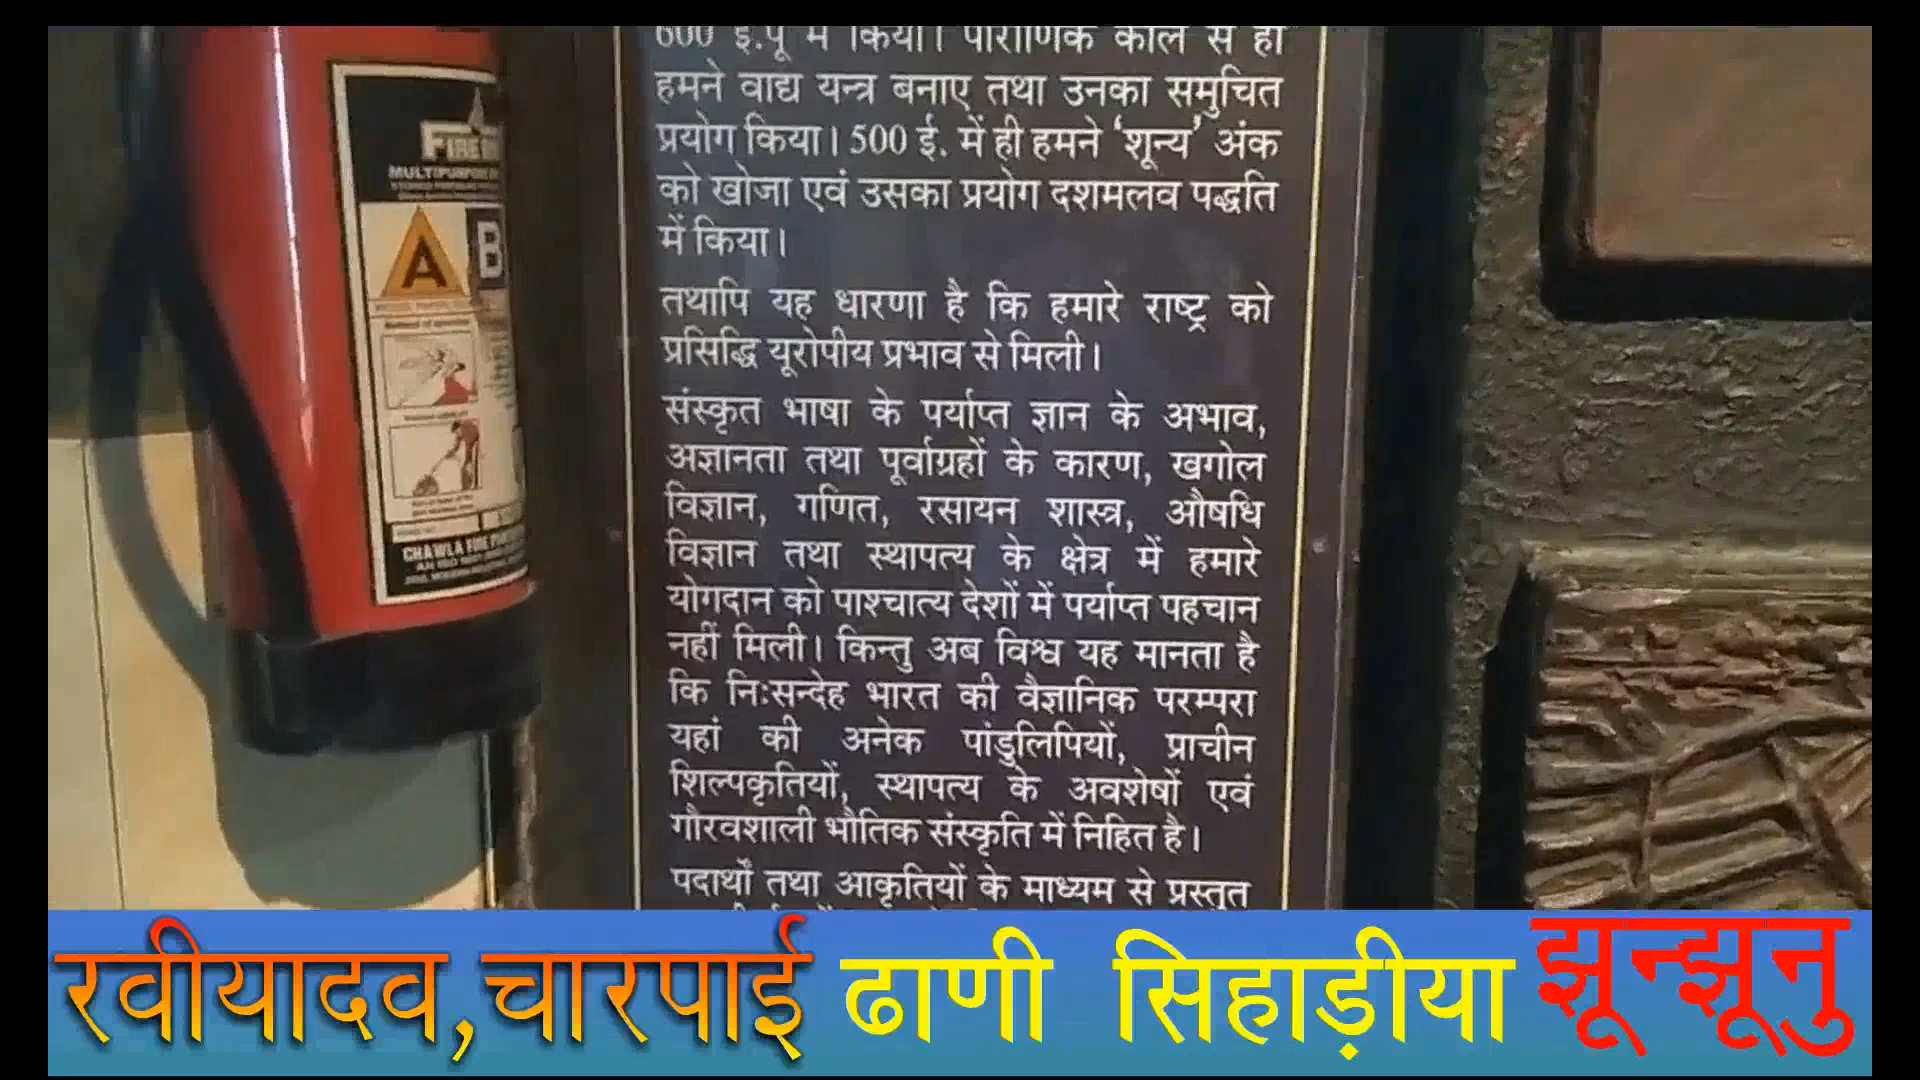 600 ई.पू में किया। पौराणिक काल से ही
हमने वाद्य यन्त्र बनाए तथा उनका समुचित
प्रयोग किया। 500 ई. में ही हमने 'शून्य' अंक
को खोजा एवं उसका प्रयोग दशमलव पद्धति
में किया।
तथापि यह धारणा है कि हमारे राष्ट्र को
प्रसिद्धि यूरोपीय प्रभाव से मिली।
संस्कृत भाषा के पर्याप्त ज्ञान के अभाव,
अज्ञानता तथा पूर्वाग्रहों के कारण, खगोल
विज्ञान, गणित, रसायन शास्त्र, औषधि
विज्ञान तथा स्थापत्य के क्षेत्र में हमारे
योगदान को पाश्चात्य देशों में पर्याप्त पहचान
नहीं मिली। किन्तु अब विश्व यह मानता है
कि निःसन्देह भारत की वैज्ञानिक परम्परा
यहां की अनेक पांडुलिपियों, प्राचीन
शिल्पकृतियों, स्थापत्य के अवशेषों एवं
गौरवशाली भौतिक संस्कृति में निहित है।
पदार्थों तथा आकृतियों के माध्यम से प्रस्तुत
FIRE
MULTIPURPOSE
A B
CHAWLA FIRE
रवीयादव,चारपाई ढाणी सिहाड़ीया झून्झूनु